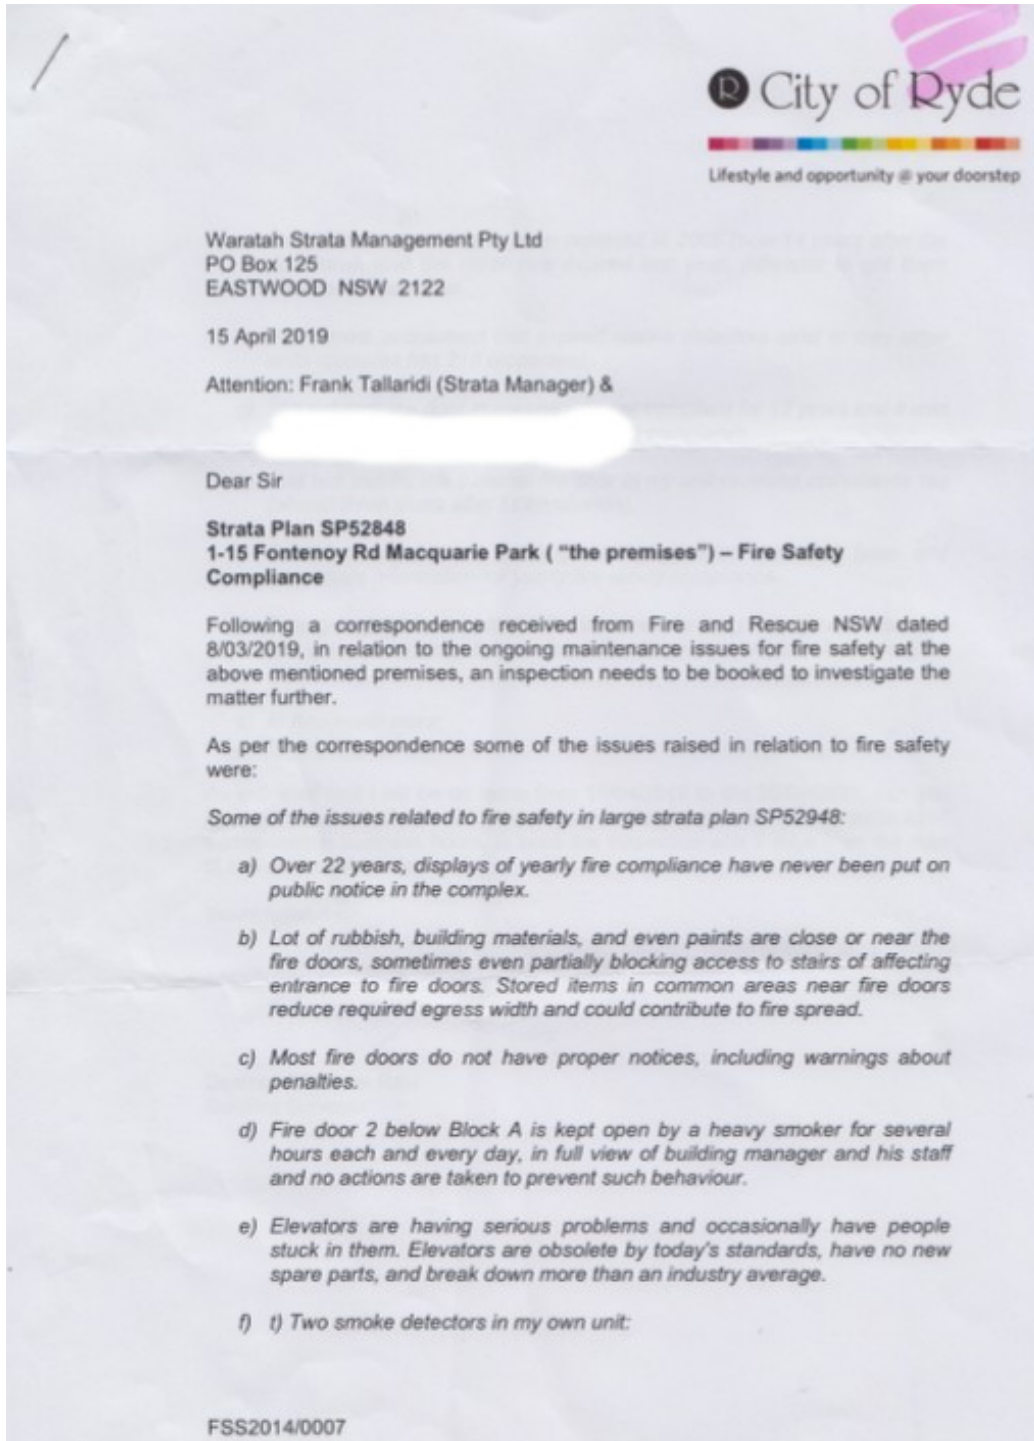 City of Ryde
Lifestyle and opportunity @ your doorstep
Waratah Strata Management Pty Ltd
PO Box 125
EASTWOOD NSW 2122
15 April 2019
Attention: Frank Tallaridi (Strata Manager) &
Dear Sir
Strata Plan SP52848
1-15 Fontenoy Rd Macquarie Park ( “the premises”) – Fire Safety
Compliance
Following a correspondence received from Fire and Rescue NSW dated
8/03/2019, in relation to the ongoing maintenance issues for fire safety at the
above mentioned premises, an inspection needs to be booked to investigate the
matter further.
As per the correspondence some of the issues raised in relation to fire safety
were:
Some of the issues related to fire safety in large strata plan SP52948:
a) Over 22 years, displays of yearly fire compliance have never been put on
public notice in the complex.
b) Lot of rubbish, building materials, and even paints are close or near the
fire doors, sometimes even partially blocking access to stairs of affecting
entrance to fire doors. Stored items in common areas near fire doors
reduce required egress width and could contribute to fire spread.
c) Most fire doors do not have proper notices, including warnings about
penalties.
d) Fire door 2 below Block A is kept open by a heavy smoker for several
hours each and every day, in full view of building manager and his staff
and no actions are taken to prevent such behaviour.
e) Elevators are having serious problems and occasionally have people
stuck in them. Elevators are obsolete by today's standards, have no new
spare parts, and break down more than an industry average.
f) t) Two smoke detectors in my own unit:
FSS2014/0007